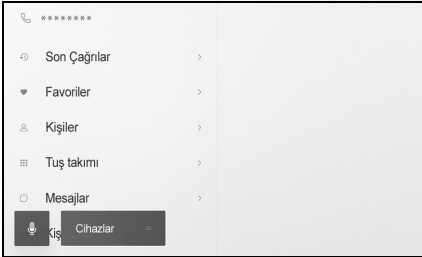 ********
Son Çağrılar
Favoriler
Kişiler
Tuş takımı
Mesajlar
Cihazlar